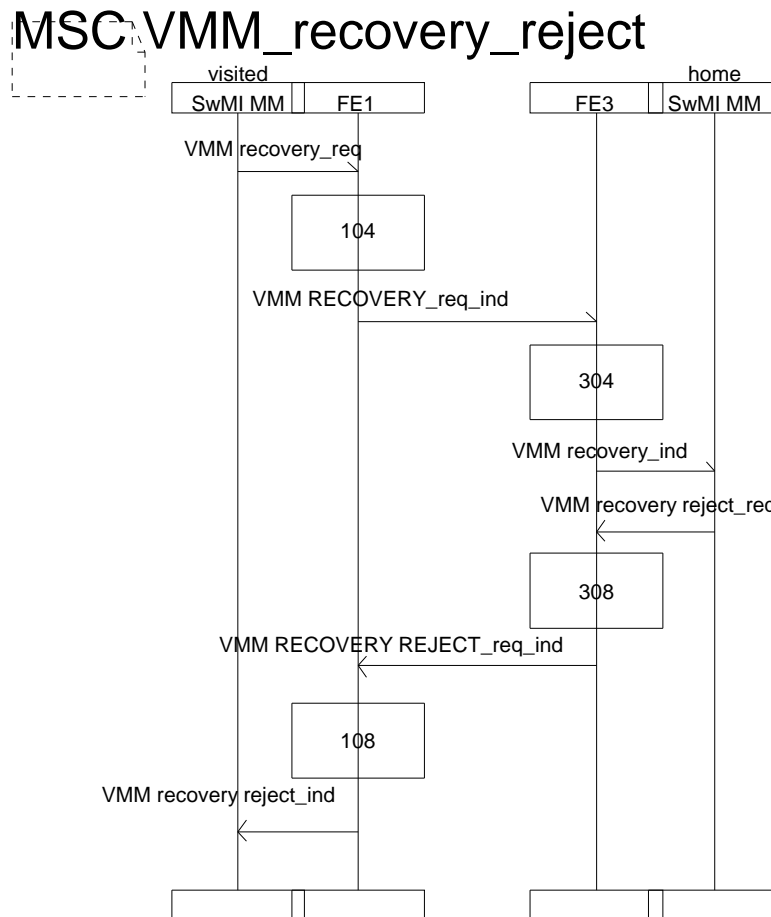 MSC VMM_recovery_reject
visited home
SwMI MM FE1 FE3 SwMI MM
VMM recovery_req
104
VMM RECOVERY_req_ind
304
VMM recovery_ind
VMM recovery reject_req
308
VMM RECOVERY REJECT_req_ind
108
VMM recovery reject_ind